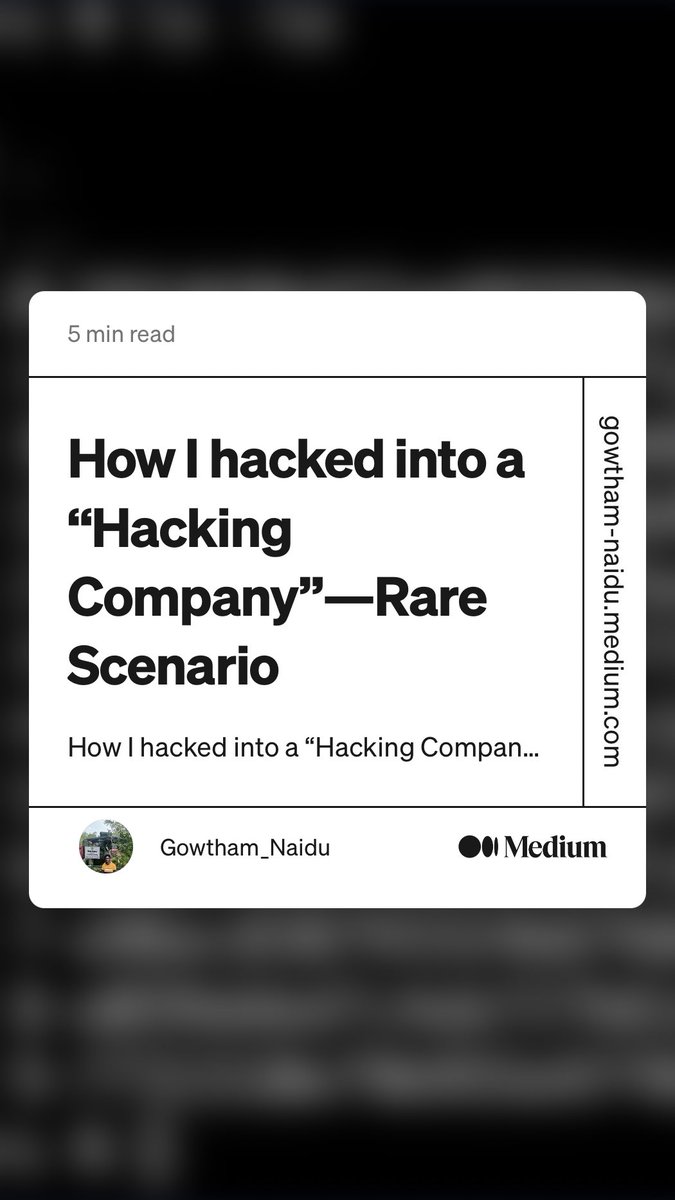 5 min read
How I hacked into a
“Hacking
Company”—Rare
Scenario
How I hacked into a “Hacking Compan...
gowtham-naidu.medium.com
Gowtham_Naidu
Medium